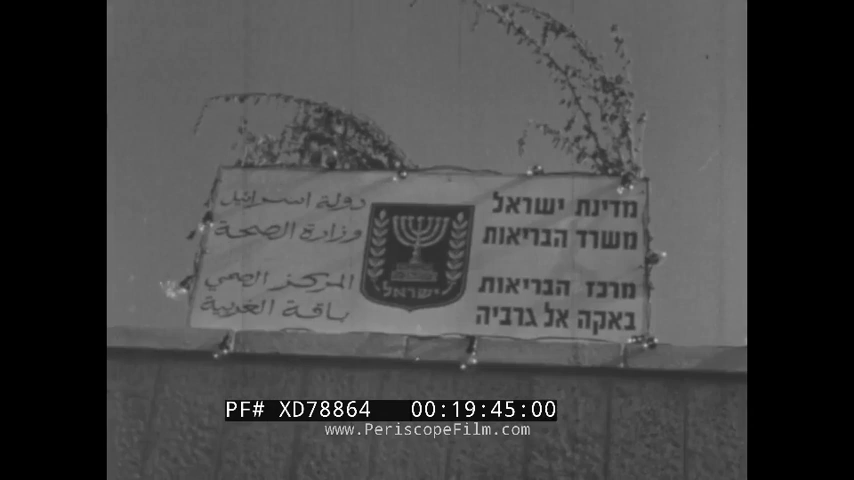 מדינת ישראל
משרד הבריאות
מרכז הבריאות
באקה אל גרביה
دولة اسرائيل
وزارة الصحة
المركز الصحي
باقة الغربية
ישראל
PF# XD78864 00:19:45:00
www.PeriscopeFilm.com